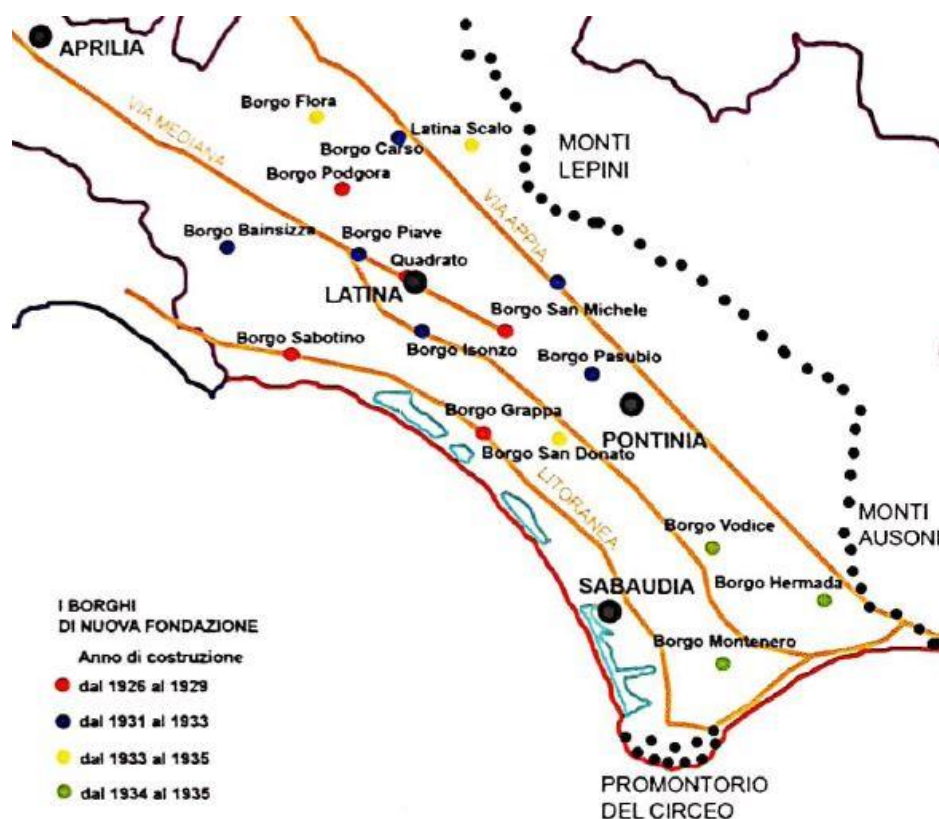 APRILIA
VIA MEDIANA
Borgo Flora
Latina Scalo
Borgo Carso
MONTI
LEPINI
Borgo Podgora
VIA APPIA
Borgo Bainsizza
Borgo Piave
Quadrato
LATINA
Borgo San Michele
Borgo Sabotino
Borgo Isonzo
Borgo Pasubio
Borgo Grappa
PONTINIA
Borgo San Donato
LITORANEA
MONTI
AUSONI
Borgo Vodice
Borgo Hermada
SABAUDIA
Borgo Montenero
I BORGHI
DI NUOVA FONDAZIONE
Anno di costruzione
dal 1926 al 1929
dal 1931 al 1933
dal 1933 al 1935
dal 1934 al 1935
PROMONTORIO
DEL CIRCEO